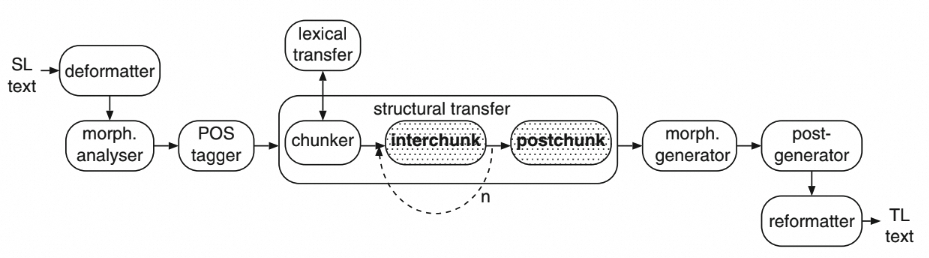 SL
text
deformatter
morph.
analyser
POS
tagger
lexical
transfer
structural transfer
chunker
interchunk
postchunk
n
morph.
generator
post-
generator
reformatter
TL
text